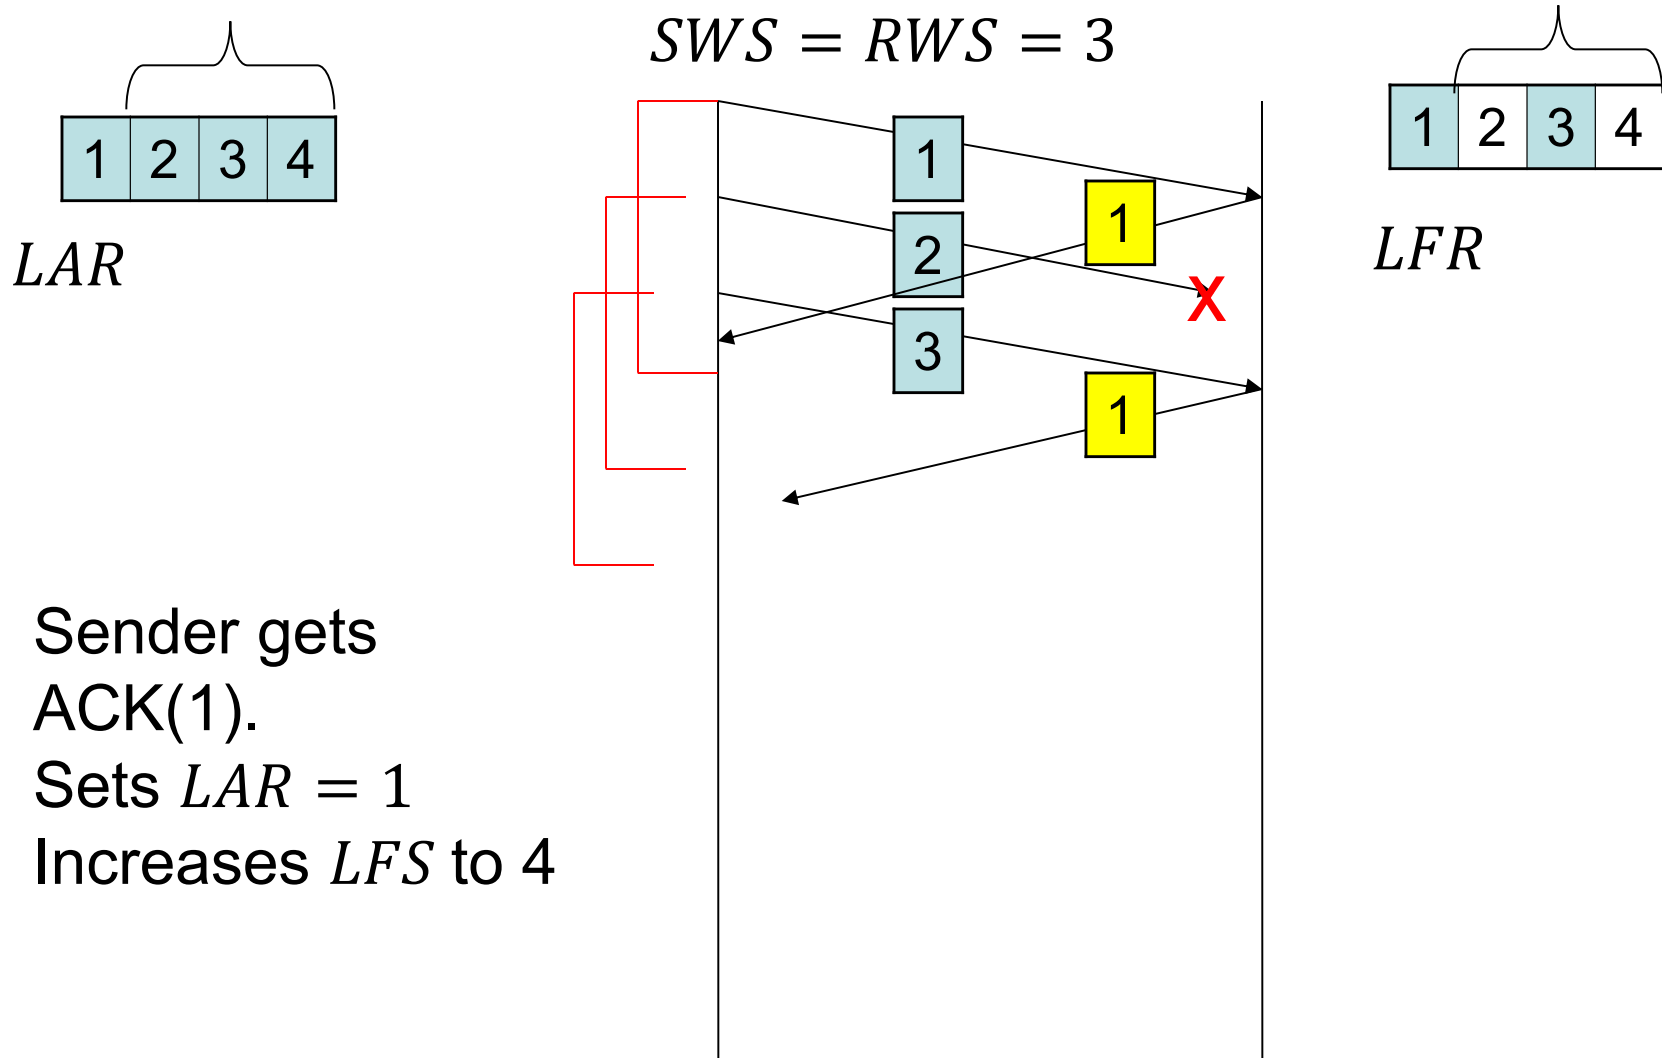 SWS = RWS = 3
1 2 3 4
LAR
1 2 3 4
LFR
1
1
2
X
3
1
Sender gets
ACK(1).
Sets LAR = 1
Increases LFS to 4